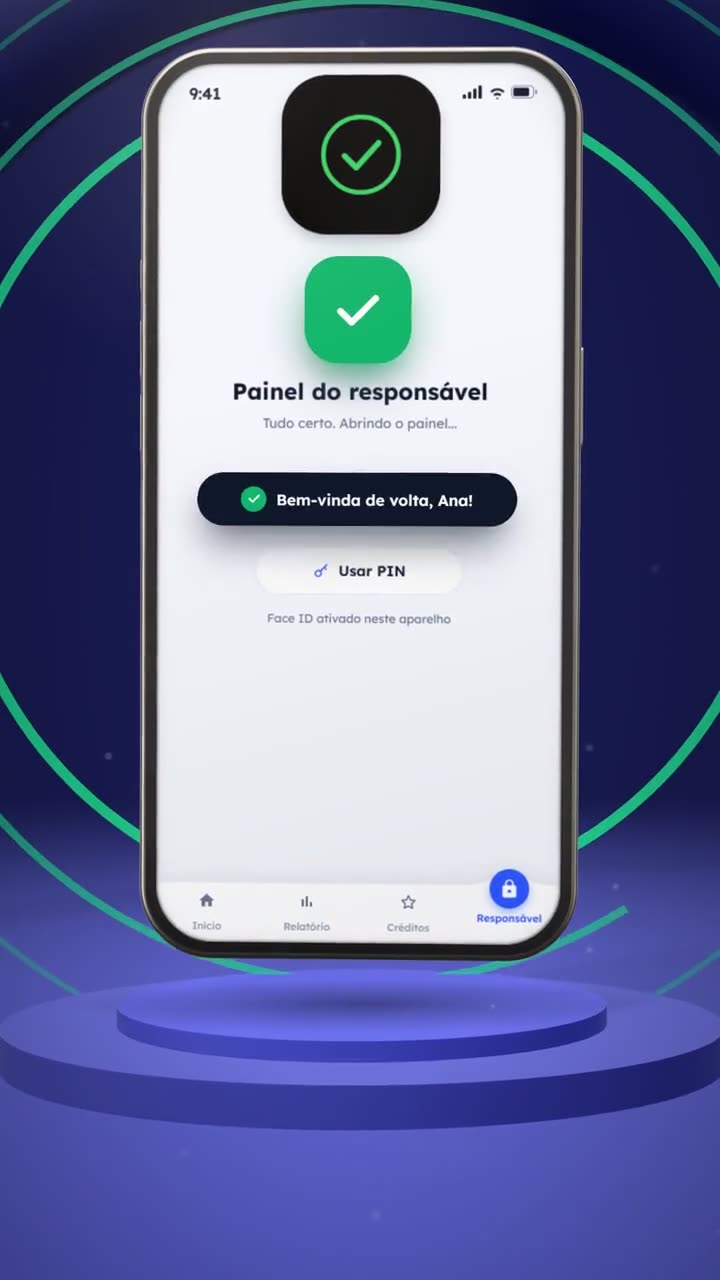 9:41
Painel do responsável
Tudo certo. Abrindo o painel...
Bem-vinda de volta, Ana!
Usar PIN
Face ID ativado neste aparelho
Início
Relatório
Créditos
Responsável